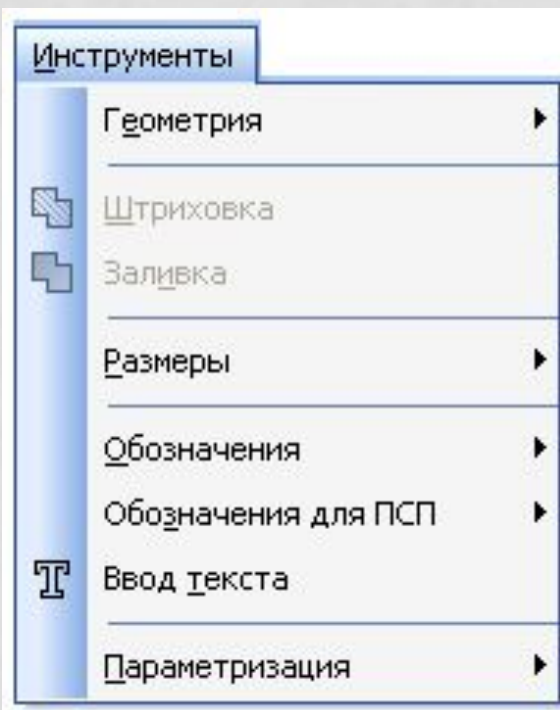 Инструменты
Геометрия
Штриховка
Заливка
Размеры
Обозначения
Обозначения для ПСП
Ввод текста
Параметризация